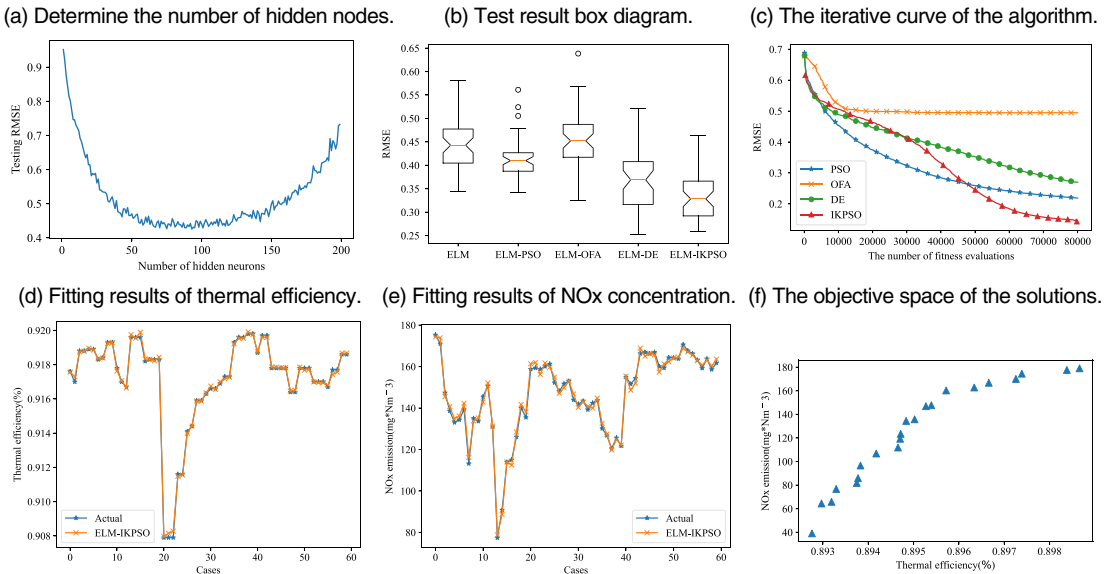 (a) Determine the number of hidden nodes.
(b) Test result box diagram.
(c) The iterative curve of the algorithm.
Testing RMSE
0.9
0.8
0.7
0.6
0.5
0.4
0
50
100
150
200
Number of hidden neurons
RMSE
0.65
0.60
0.55
0.50
0.45
0.40
0.35
0.30
0.25
ELM
ELM-PSO
ELM-OFA
ELM-DE
ELM-IKPSO
RMSE
0.7
0.6
0.5
0.4
0.3
0.2
PSO
OFA
DE
IKPSO
0
10000
20000
30000
40000
50000
60000
70000
80000
The number of fitness evaluations
(d) Fitting results of thermal efficiency.
(e) Fitting results of NOx concentration.
(f) The objective space of the solutions.
Thermal efficiency(%)
0.920
0.918
0.916
0.914
0.912
0.910
0.908
Actual
ELM-IKPSO
0
10
20
30
40
50
60
Cases
NOx emission(mg*Nm−3)
180
160
140
120
100
80
Actual
ELM-IKPSO
0
10
20
30
40
50
60
Cases
NOx emission(mg*Nm−3)
180
160
140
120
100
80
60
40
0.893
0.894
0.895
0.896
0.897
0.898
Thermal efficiency(%)